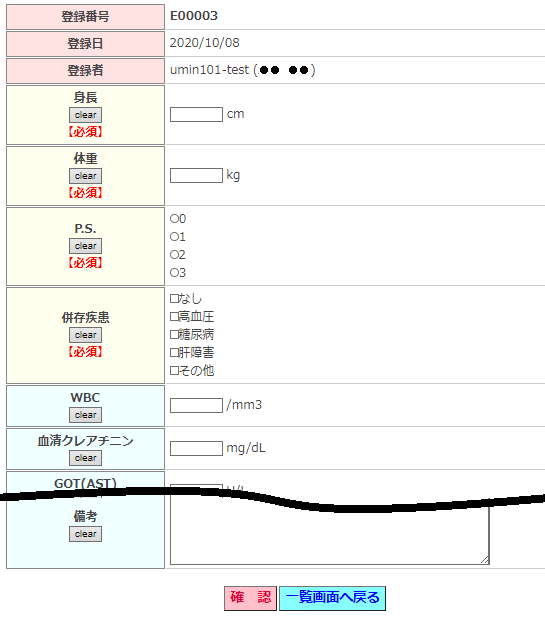 登録番号 E00003
登録日 2020/10/08
登録者 umin101-test (●● ●●)
身長
clear
【必須】
cm
体重
clear
【必須】
kg
P.S.
clear
【必須】
0
1
2
3
併存疾患
clear
【必須】
なし
高血圧
糖尿病
肝障害
その他
WBC
clear
/mm3
血清クレアチニン
clear
mg/dL
GOT(AST)
備考
clear
確 認 一覧画面へ戻る